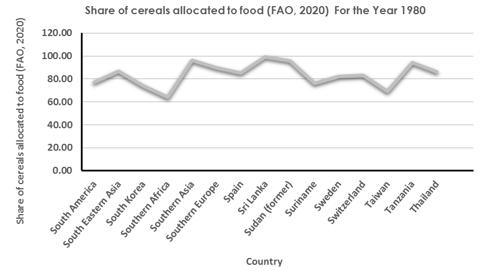 Share of cereals allocated to food (FAO, 2020) For the Year 1980
Share of cereals allocated to food (FAO, 2020)
120.00
100.00
80.00
60.00
40.00
20.00
0.00
South America
South Eastern Asia
South Korea
Southern Africa
Southern Asia
Southern Europe
Spain
Sri Lanka
Sudan (former)
Suriname
Sweden
Switzerland
Taiwan
Tanzania
Thailand
Country